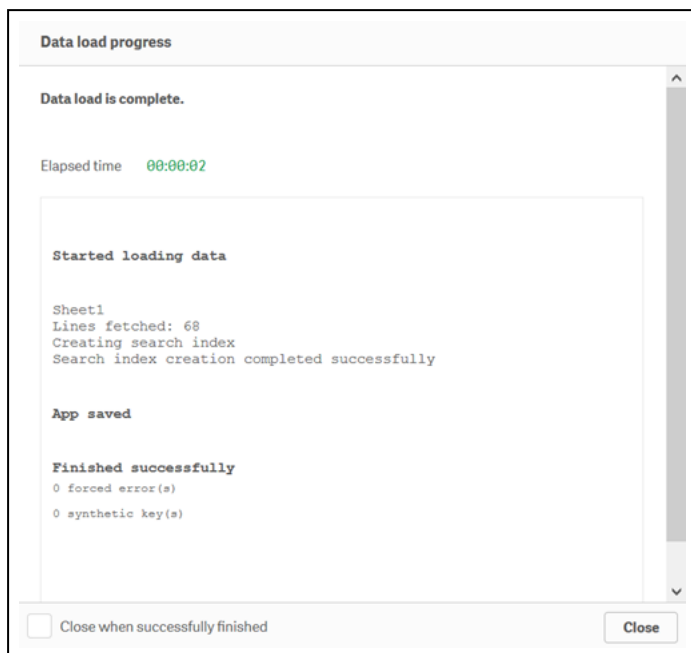 Data load progress
Data load is complete.
Elapsed time 00:00:02
Started loading data
Sheet1
Lines fetched: 68
Creating search index
Search index creation completed successfully
App saved
Finished successfully
0 forced error(s)
0 synthetic key(s)
Close when successfully finished
Close